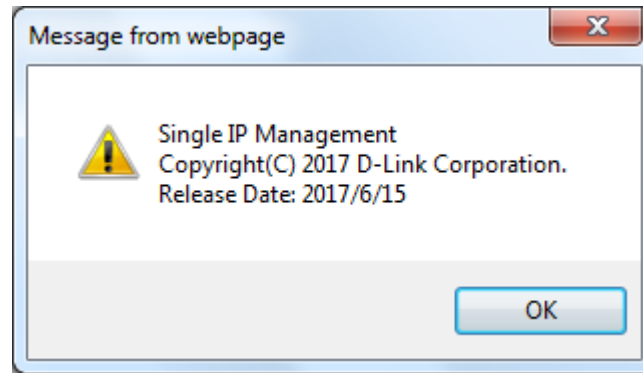 Message from webpage
Single IP Management
Copyright(C) 2017 D-Link Corporation.
Release Date: 2017/6/15
OK